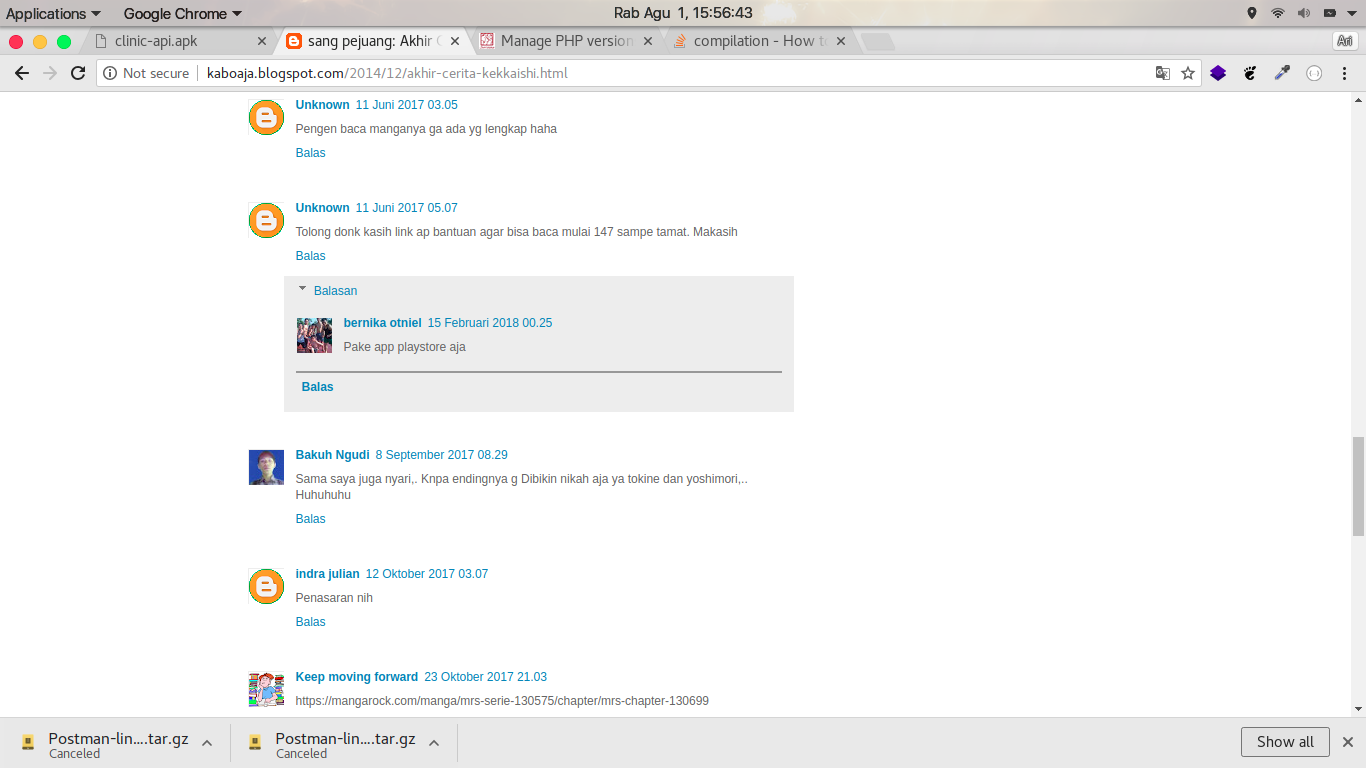 Applications Google Chrome Rab Agu 1, 15:56:43
clinic-api.apk sang pejuang: Akhir Manage PHP version compilation - How to Ari
Not secure kaboaja.blogspot.com/2014/12/akhir-cerita-kekkaishi.html
Unknown 11 Juni 2017 03.05
Pengen baca manganya ga ada yg lengkap haha
Balas
Unknown 11 Juni 2017 05.07
Tolong donk kasih link ap bantuan agar bisa baca mulai 147 sampe tamat. Makasih
Balas
Balasan
bernika otniel 15 Februari 2018 00.25
Pake app playstore aja
Balas
Bakuh Ngudi 8 September 2017 08.29
Sama saya juga nyari,. Knpa endingnya g Dibikin nikah aja ya tokine dan yoshimori,..
Huhuhuhu
Balas
indra julian 12 Oktober 2017 03.07
Penasaran nih
Balas
Keep moving forward 23 Oktober 2017 21.03
https://mangarock.com/manga/mrs-serie-130575/chapter/mrs-chapter-130699
Postman-lin....tar.gz Postman-lin....tar.gz Show all
Canceled Canceled